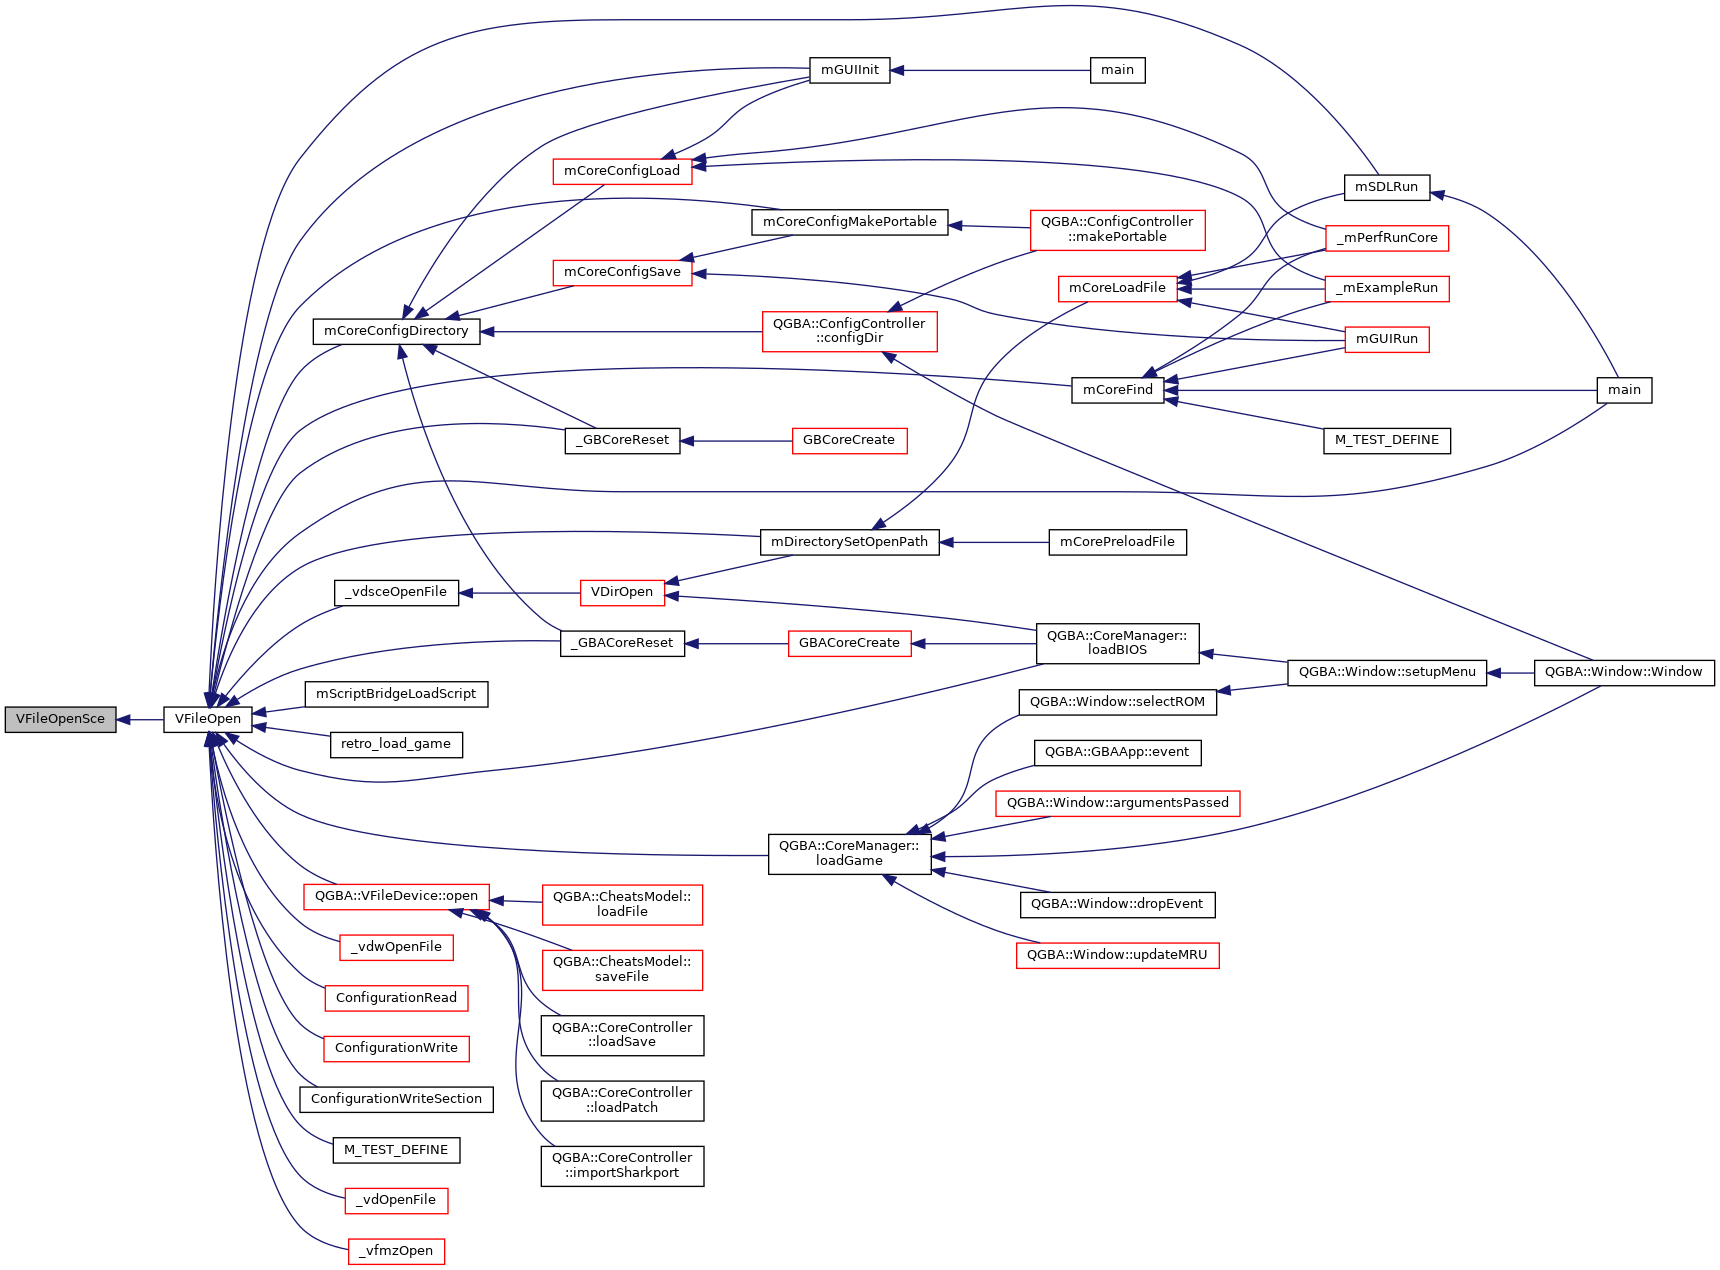 mGUIInit
main
mCoreConfigLoad
mSDLRun
mCoreConfigMakePortable
QGBA::ConfigController
::makePortable
_mPerfRunCore
mCoreConfigSave
mCoreLoadFile
_mExampleRun
mCoreConfigDirectory
QGBA::ConfigController
::configDir
mGUIRun
mCoreFind
main
_GBCoreReset
GBCoreCreate
M_TEST_DEFINE
mDirectorySetOpenPath
mCorePreloadFile
_vdsceOpenFile
VDirOpen
_GBACoreReset
GBACoreCreate
QGBA::CoreManager::
loadBIOS
QGBA::Window::setupMenu
QGBA::Window::Window
mScriptBridgeLoadScript
QGBA::Window::selectROM
VFileOpenSce
VFileOpen
retro_load_game
QGBA::GBAApp::event
QGBA::Window::argumentsPassed
QGBA::CoreManager::
loadGame
QGBA::VFileDevice::open
QGBA::CheatsModel::
loadFile
QGBA::Window::dropEvent
_vdwOpenFile
QGBA::CheatsModel::
saveFile
QGBA::Window::updateMRU
ConfigurationRead
QGBA::CoreController
::loadSave
ConfigurationWrite
ConfigurationWriteSection
QGBA::CoreController
::loadPatch
M_TEST_DEFINE
QGBA::CoreController
::importSharkport
_vdOpenFile
_vfmzOpen